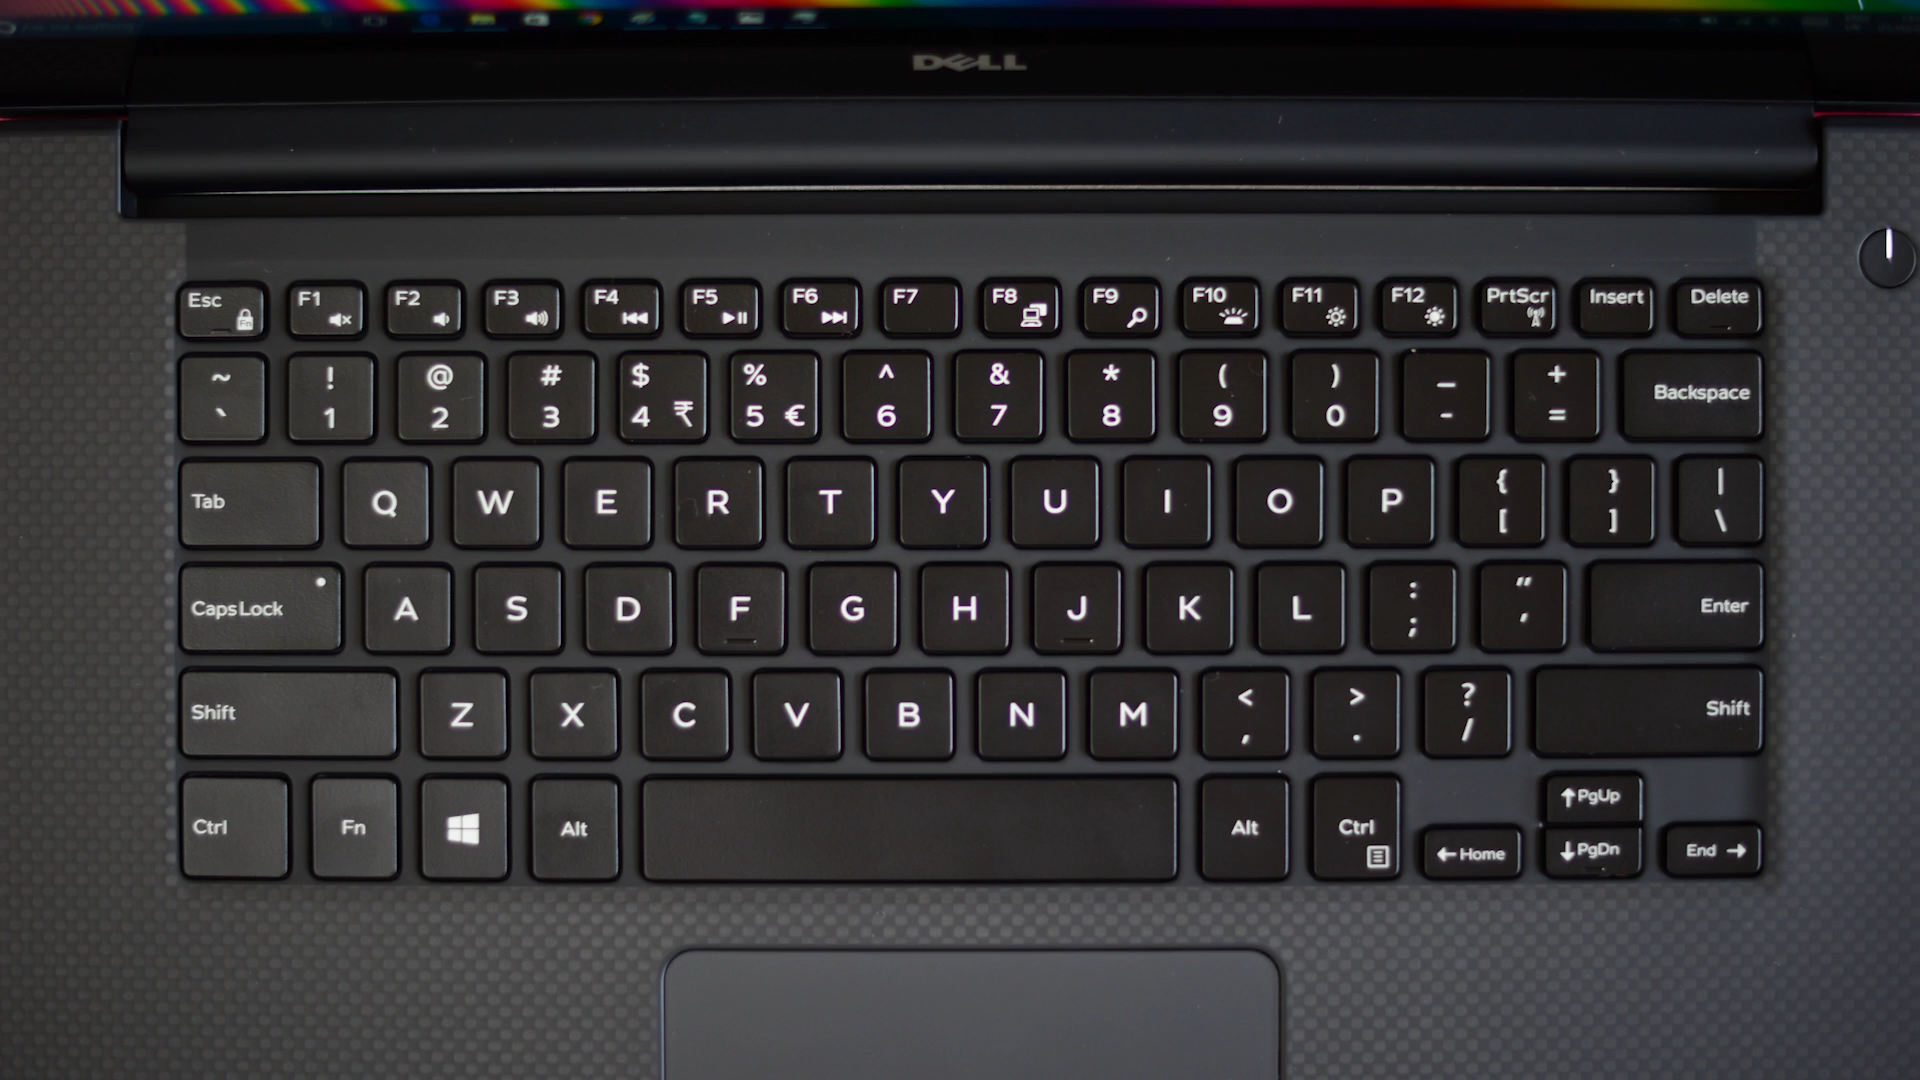 DELL
Esc Fn F1 F2 F3 F4 F5 F6 F7 F8 F9 F10 F11 F12 PrtScr Insert Delete
~ ! @ # $ % ^ & * ( ) _ + Backspace
` 1 2 3 4 ₹ 5 € 6 7 8 9 0 - =
Tab Q W E R T Y U I O P { [ } ] | \
CapsLock A S D F G H J K L : ; " ' Enter
Shift Z X C V B N M < , > . ? / Shift
Ctrl Fn Alt Alt Ctrl ←Home ↑PgUp ↓PgDn End →